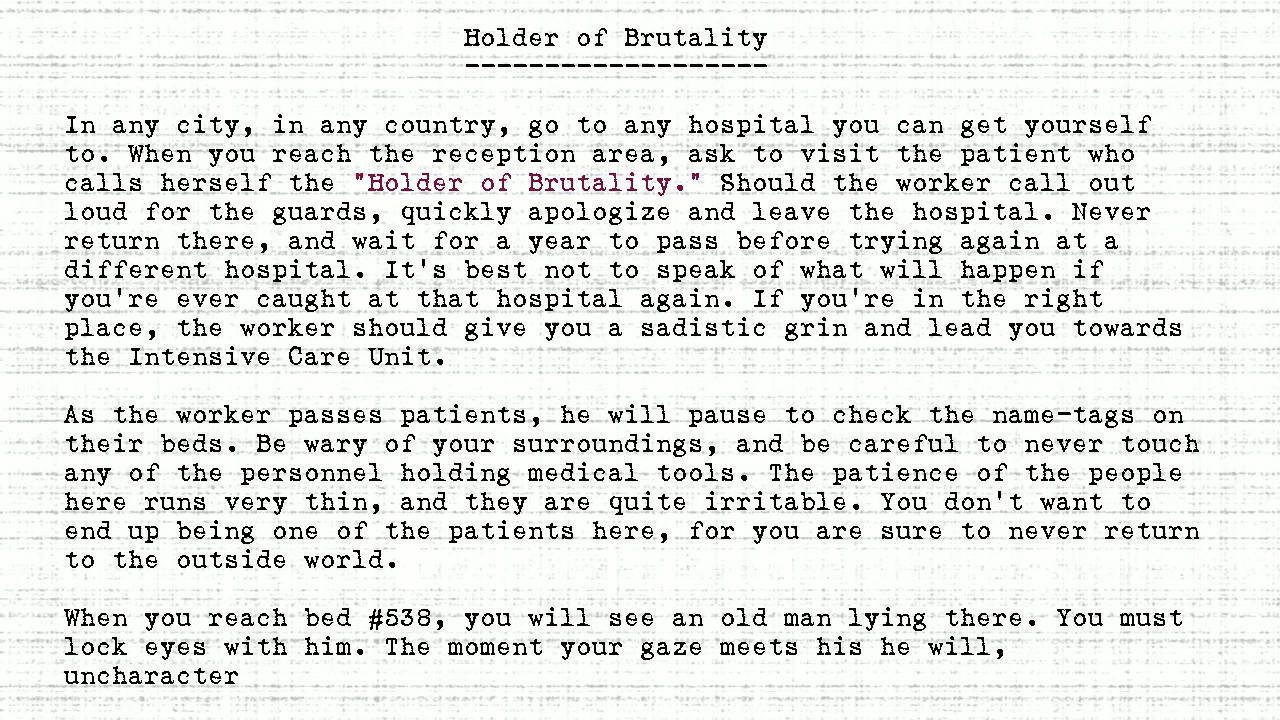 Holder of Brutality
-------------------
In any city, in any country, go to any hospital you can get yourself
to. When you reach the reception area, ask to visit the patient who
calls herself the "Holder of Brutality." Should the worker call out
loud for the guards, quickly apologize and leave the hospital. Never
return there, and wait for a year to pass before trying again at a
different hospital. It's best not to speak of what will happen if
you're ever caught at that hospital again. If you're in the right
place, the worker should give you a sadistic grin and lead you towards
the Intensive Care Unit.
As the worker passes patients, he will pause to check the name-tags on
their beds. Be wary of your surroundings, and be careful to never touch
any of the personnel holding medical tools. The patience of the people
here runs very thin, and they are quite irritable. You don't want to
end up being one of the patients here, for you are sure to never return
to the outside world.
When you reach bed #538, you will see an old man lying there. You must
lock eyes with him. The moment your gaze meets his he will,
uncharacter